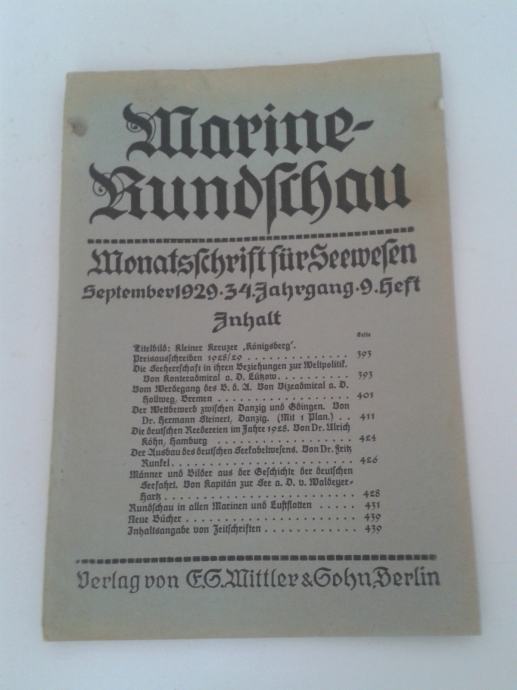 Marine-
Rundschau
Monatsschrift für Seewesen
September 1929 · 34. Jahrgang · 9. Heft
Inhalt
Seite
Titelbild: Kleiner Kreuzer „Königsberg“.
Preisausschreiben 1928/29 . . . . . . . . . . . . . 393
Die Seeherrschaft in ihren Beziehungen zur Weltpolitik.
Von Konteradmiral a. D. Lützow. . . . . . . . . . . 393
Vom Werdegang des B. d. A. Von Vizeadmiral a. D.
Hollweg, Bremen . . . . . . . . . . . . . . . . . 401
Der Wettbewerb zwischen Danzig und Gdingen. Von
Dr. Hermann Steinert, Danzig. (Mit 1 Plan.) . . 411
Die deutschen Reedereien im Jahre 1928. Von Dr. Ulrich
Köhn, Hamburg . . . . . . . . . . . . . . . . . 424
Der Ausbau des deutschen Seekabelwesens. Von Dr. Fritz
Runkel . . . . . . . . . . . . . . . . . . . . . 426
Männer und Bilder aus der Geschichte der deutschen
Seefahrt. Von Kapitän zur See a. D. v. Waldeyer-
Hartz . . . . . . . . . . . . . . . . . . . . . . 428
Rundschau in allen Marinen und Luftflotten . . . . . 431
Neue Bücher . . . . . . . . . . . . . . . . . . . . 439
Inhaltsangabe von Zeitschriften . . . . . . . . . . . 439
Verlag von E.S. Mittler & Sohn, Berlin